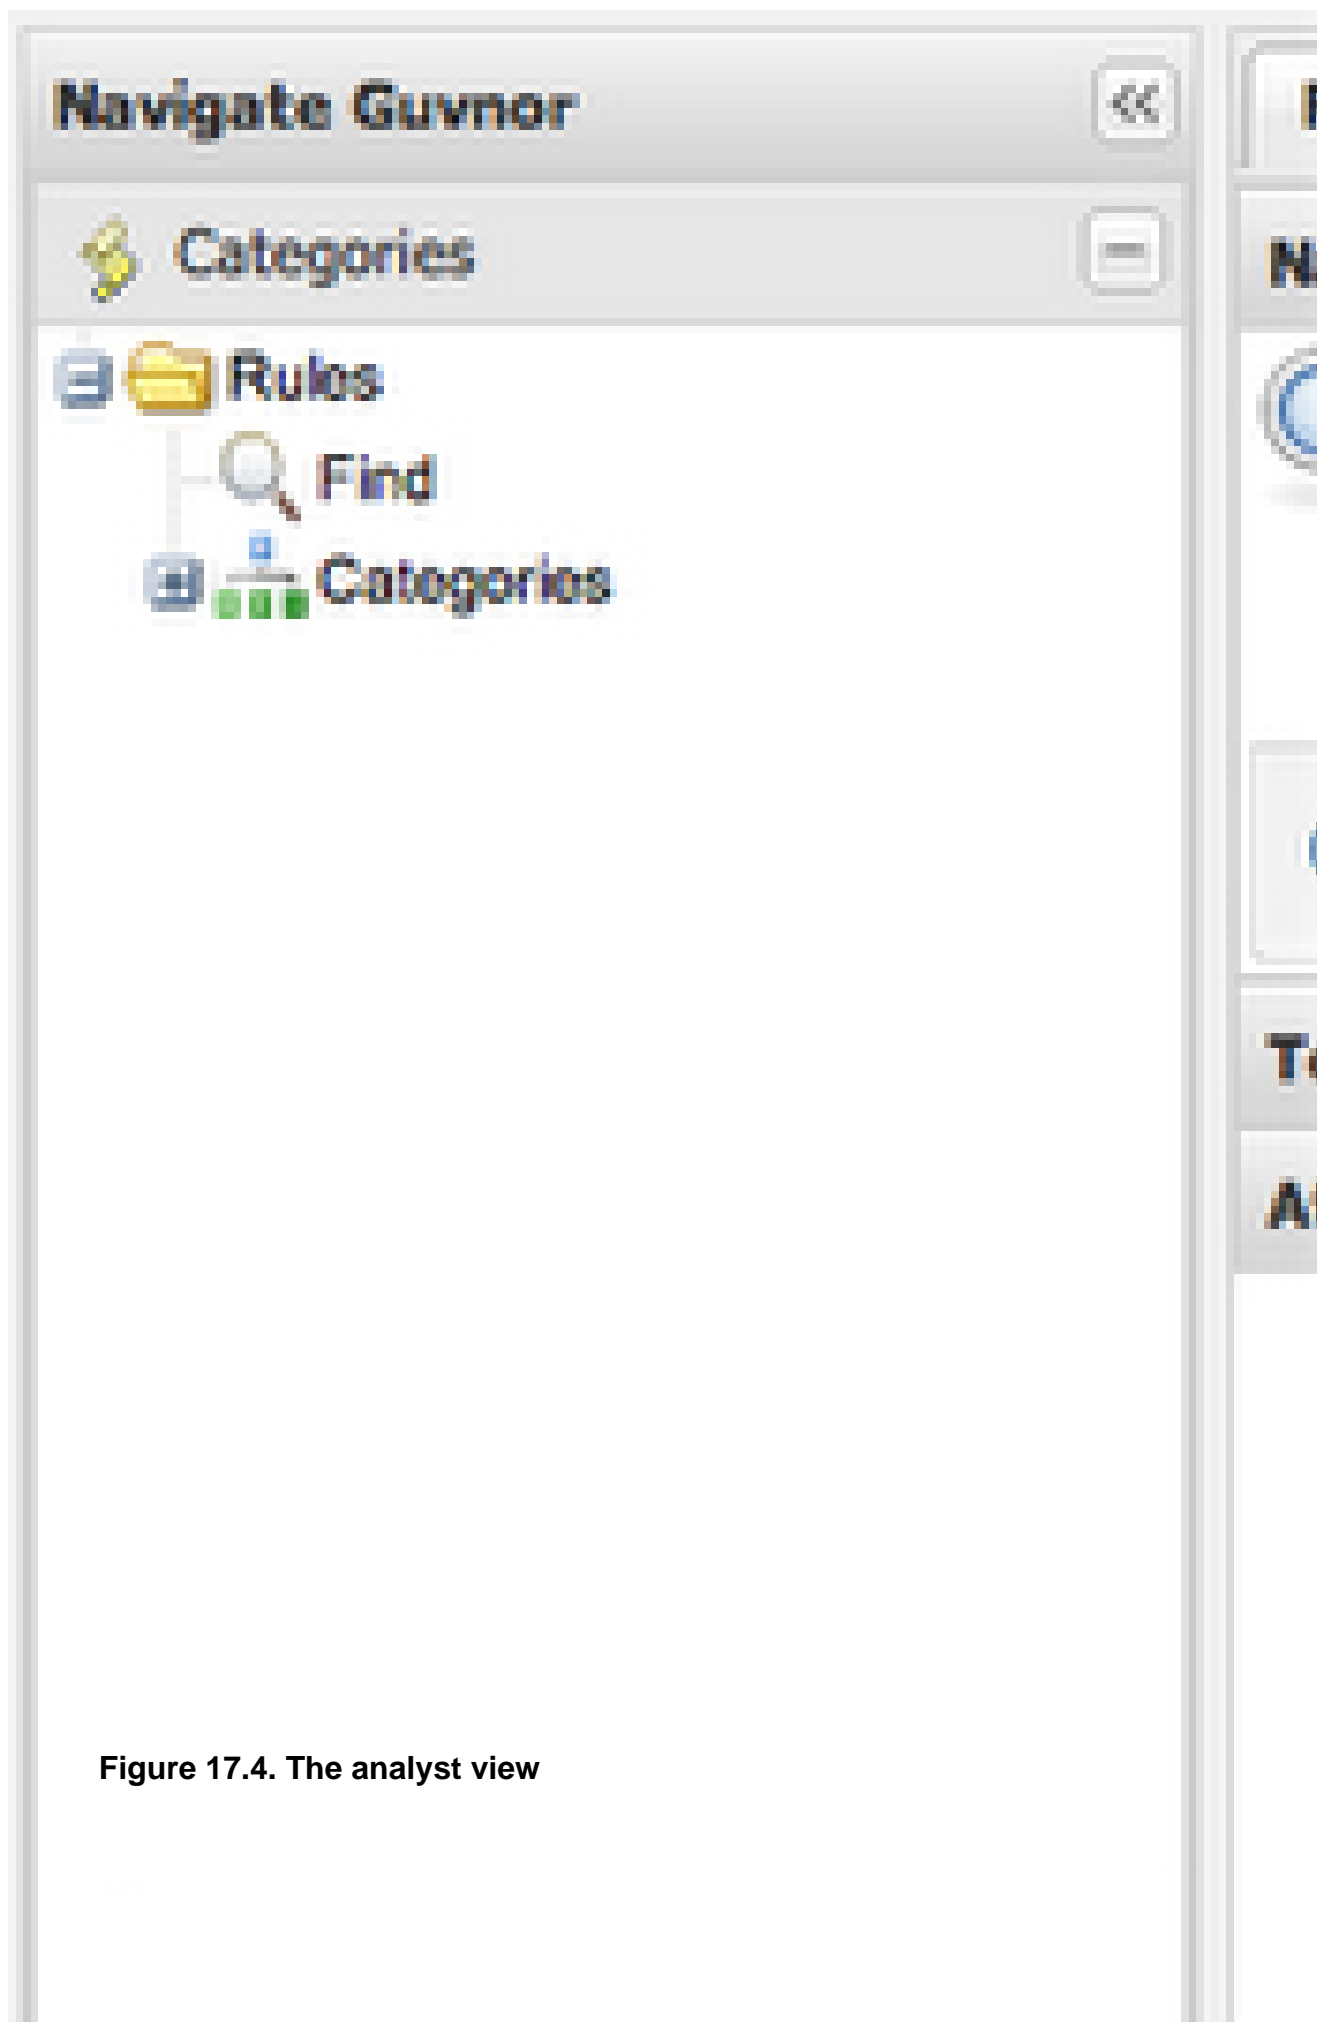 Navigate Guvnor
Categories
Rules
Find
Categories
Figure 17.4. The analyst view